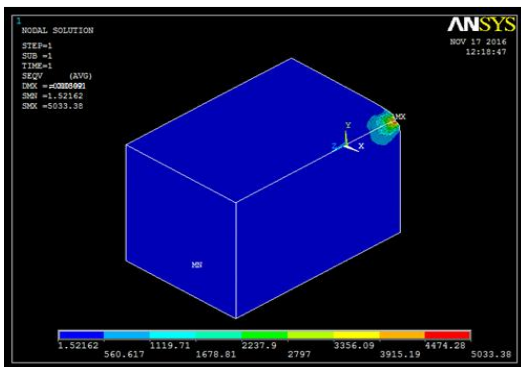 1
NODAL SOLUTION
STEP=1
SUB =1
TIME=1
SEQV (AVG)
DMX =
SMN =1.52162
SMX =5033.38
ANSYS
NOV 17 2016
12:18:47
MX
Y
Z X
MN
1.52162 1119.71 2237.9 3356.09 4474.28
560.617 1678.81 2797 3915.19 5033.38